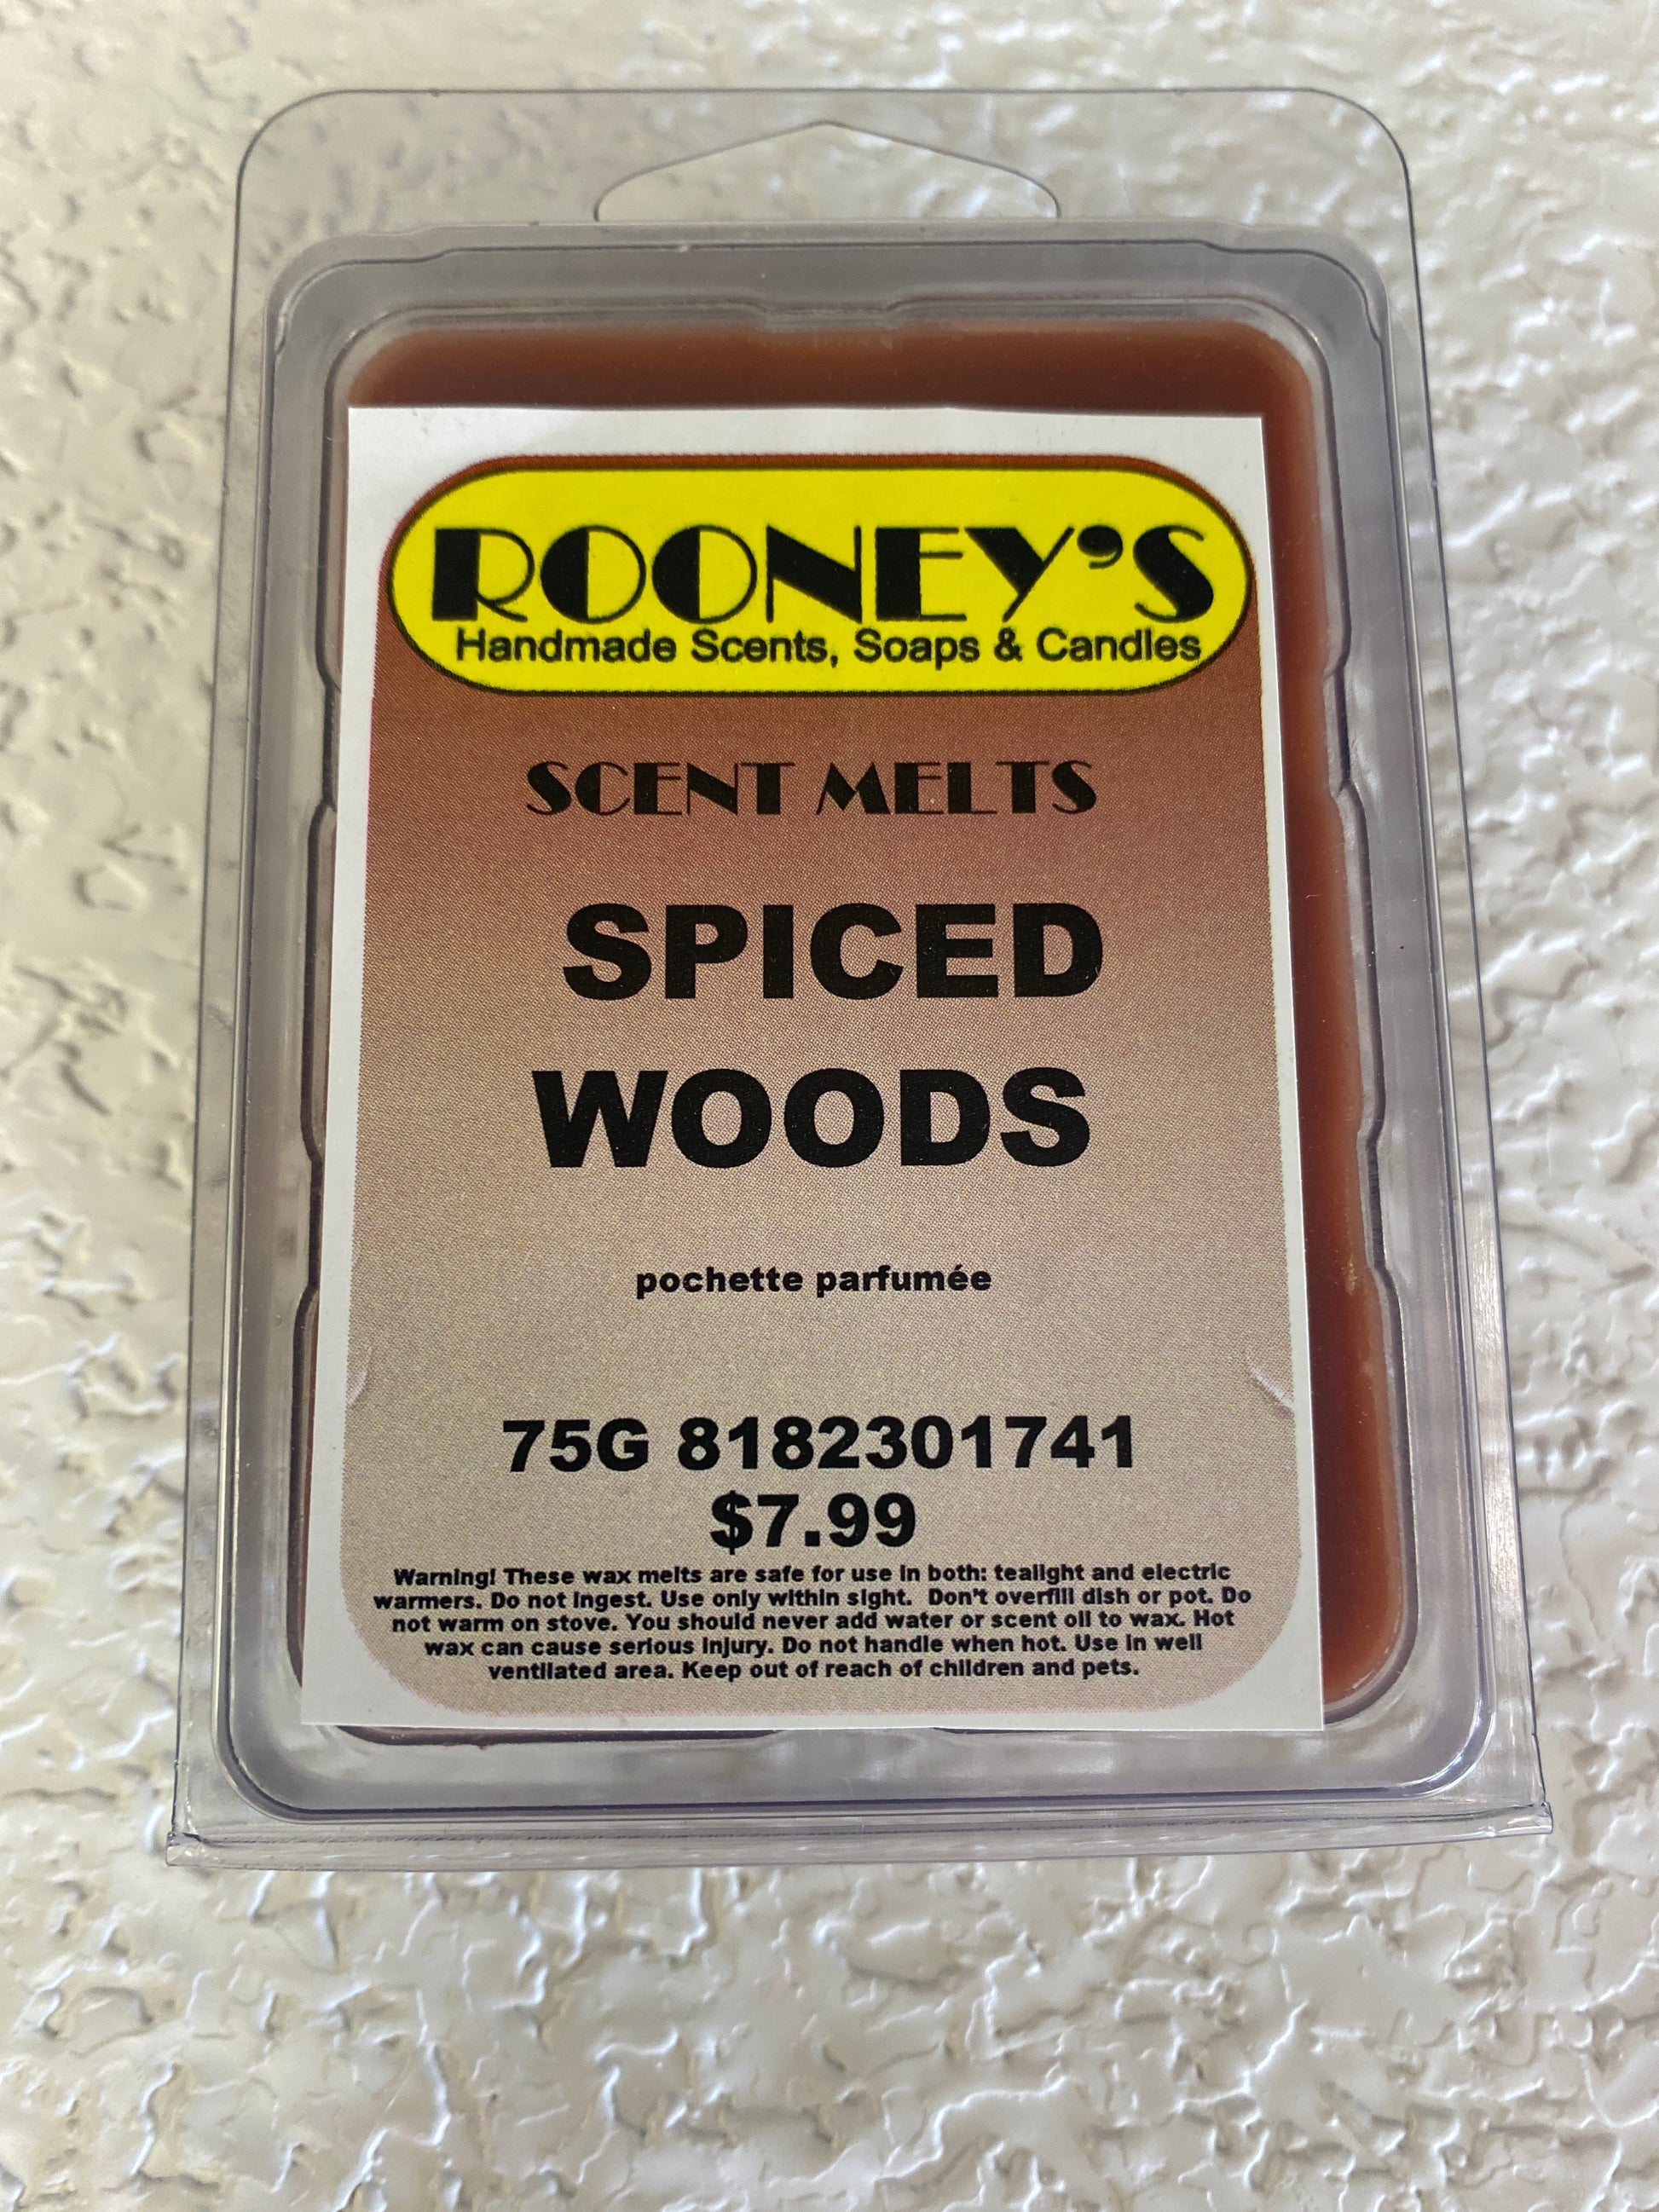 ROONEY'S
Handmade Scents, Soaps & Candles
SCENT MELTS
SPICED
WOODS
pochette parfumée
75G 8182301741
$7.99
Warning! These wax melts are safe for use in both: tealight and electric
warmers. Do not ingest. Use only within sight. Don't overfill dish or pot. Do
not warm on stove. You should never add water or scent oil to wax. Hot
wax can cause serious injury. Do not handle when hot. Use in well
ventilated area. Keep out of reach of children and pets.